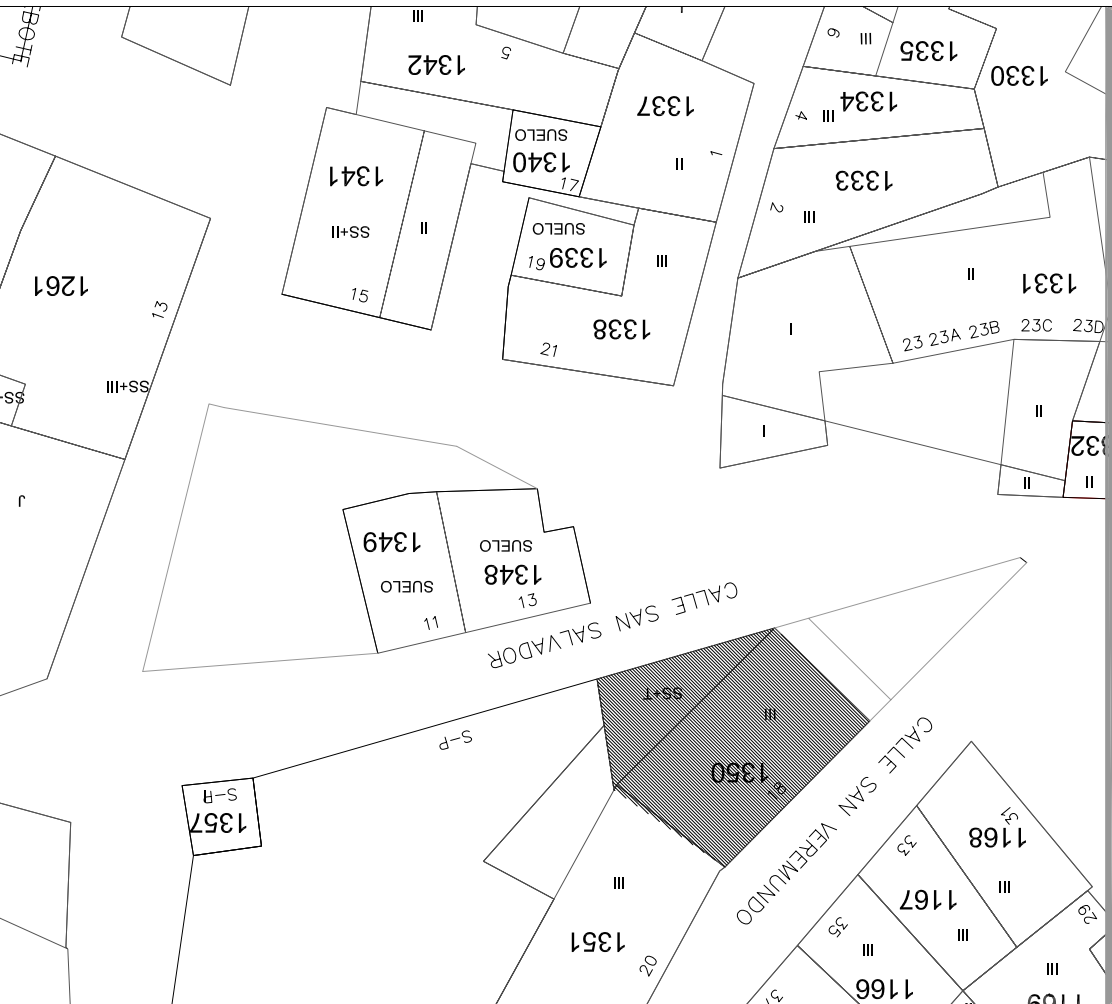 EBOTE
III
1342
5
6
III
1335
1330
1337
4
III
1334
II
1
SUELO
1340
17
1341
SS+II
II
15
1333
2
III
SUELO
19
1339
III
1338
21
1261
13
SS+III
II
1331
23
23A
23B
23C
23D
I
I
II
II
II
J
1349
SUELO
11
SUELO
1348
13
CALLE SAN SALVADOR
SS+T
III
1350
18
S-P
S-R
1357
CALLE SAN VEREMUNDO
31
1168
III
33
1167
III
35
III
1166
29
III
1169
III
1351
20